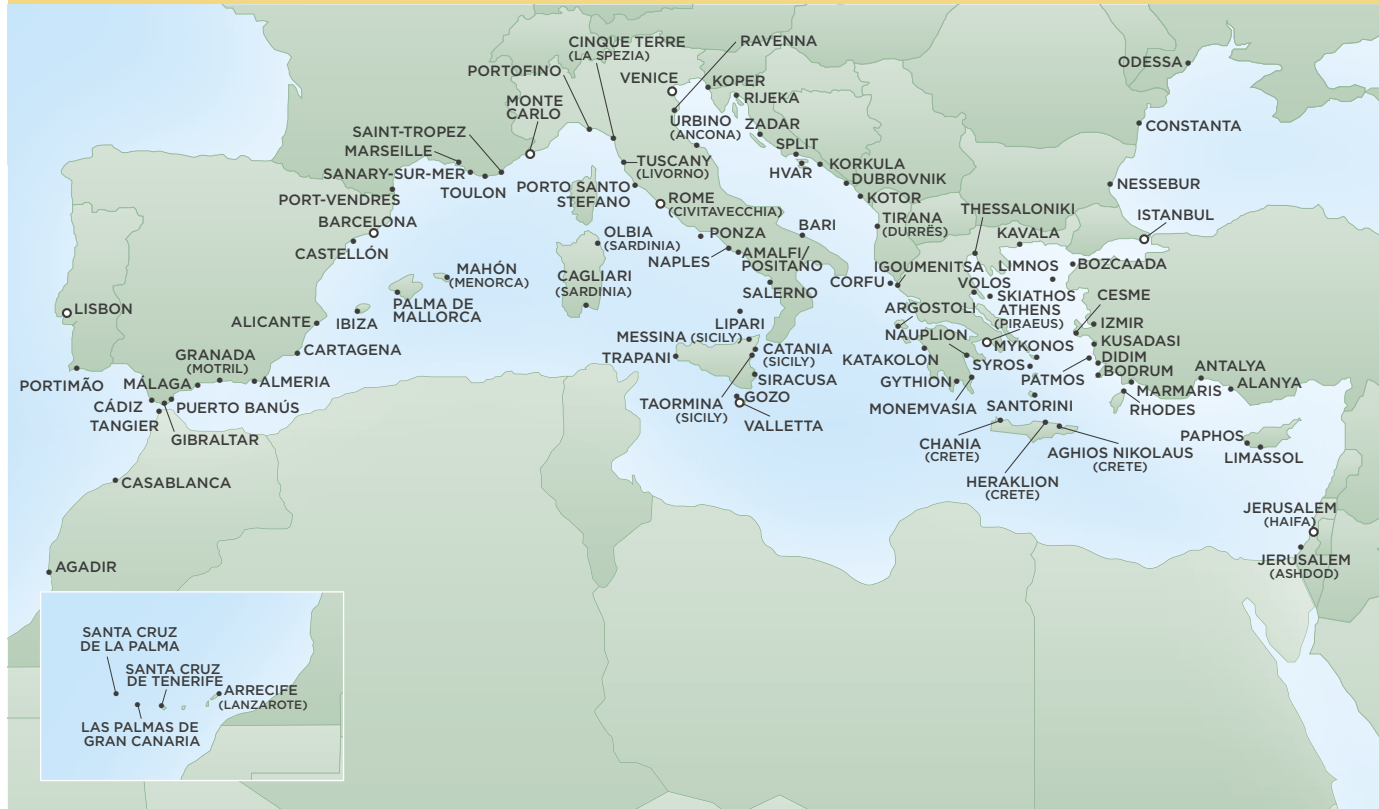 CINQUE TERRE
(LA SPEZIA)
RAVENNA
PORTOFINO
VENICE
KOPER
ODESSA
MONTE
CARLO
RIJEKA
URBINO
(ANCONA)
ZADAR
CONSTANTA
SAINT-TROPEZ
MARSEILLE
SPLIT
SANARY-SUR-MER
TUSCANY
(LIVORNO)
HVAR
KORKULA
TOULON
PORTO SANTO
STEFANO
DUBROVNIK
NESSEBUR
PORT-VENDRES
ROME
(CIVITAVECCHIA)
KOTOR
THESSALONIKI
ISTANBUL
BARCELONA
TIRANA
(DURRËS)
KAVALA
OLBIA
(SARDINIA)
PONZA
BARI
CASTELLÓN
NAPLES
AMALFI/
POSITANO
IGOUMENITSA
LIMNOS
BOZCAADA
MAHÓN
(MENORCA)
CAGLIARI
(SARDINIA)
CORFU
VOLOS
SALERNO
SKIATHOS
CESME
PALMA DE
MALLORCA
IBIZA
LISBON
ARGOSTOLI
ATHENS
(PIRAEUS)
ALICANTE
LIPARI
IZMIR
MESSINA (SICILY)
NAUPLION
KUSADASI
CARTAGENA
TRAPANI
CATANIA
(SICILY)
KATAKOLON
MYKONOS
DIDIM
GRANADA
(MOTRIL)
SYROS
BODRUM
ANTALYA
PORTIMÃO
MÁLAGA
ALMERIA
SIRACUSA
GYTHION
PATMOS
MARMARIS
ALANYA
CÁDIZ
PUERTO BANÚS
TAORMINA
(SICILY)
GOZO
MONEMVASIA
SANTORINI
RHODES
TANGIER
VALLETTA
GIBRALTAR
CHANIA
(CRETE)
AGHIOS NIKOLAUS
(CRETE)
PAPHOS
LIMASSOL
CASABLANCA
HERAKLION
(CRETE)
JERUSALEM
(HAIFA)
AGADIR
JERUSALEM
(ASHDOD)
SANTA CRUZ
DE LA PALMA
SANTA CRUZ
DE TENERIFE
ARRECIFE
(LANZAROTE)
LAS PALMAS DE
GRAN CANARIA